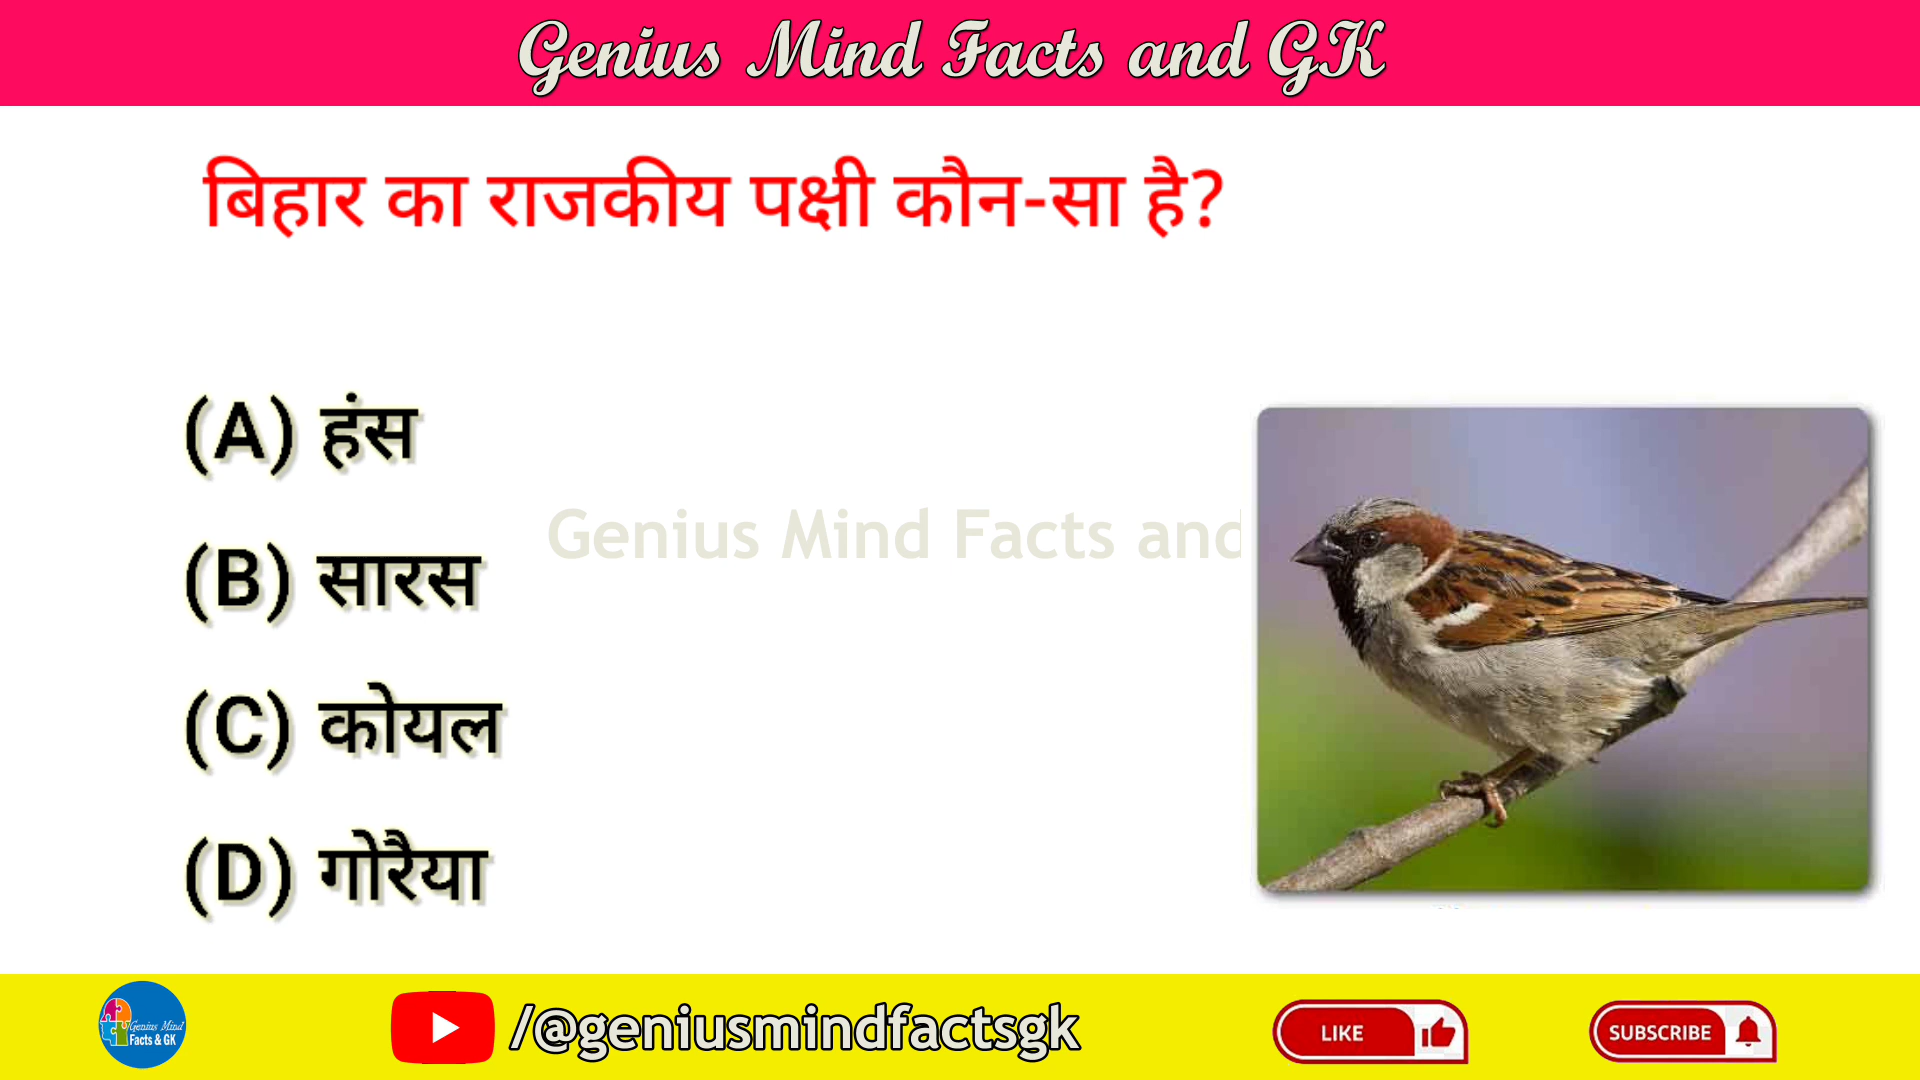 Genius Mind Facts and GK
बिहार का राजकीय पक्षी कौन-सा है?
(A) हंस
Genius Mind Facts and
(B) सारस
(C) कोयल
(D) गोरैया
Genius Mind
Facts & GK
/@geniusmindfactsgk
LIKE
SUBSCRIBE